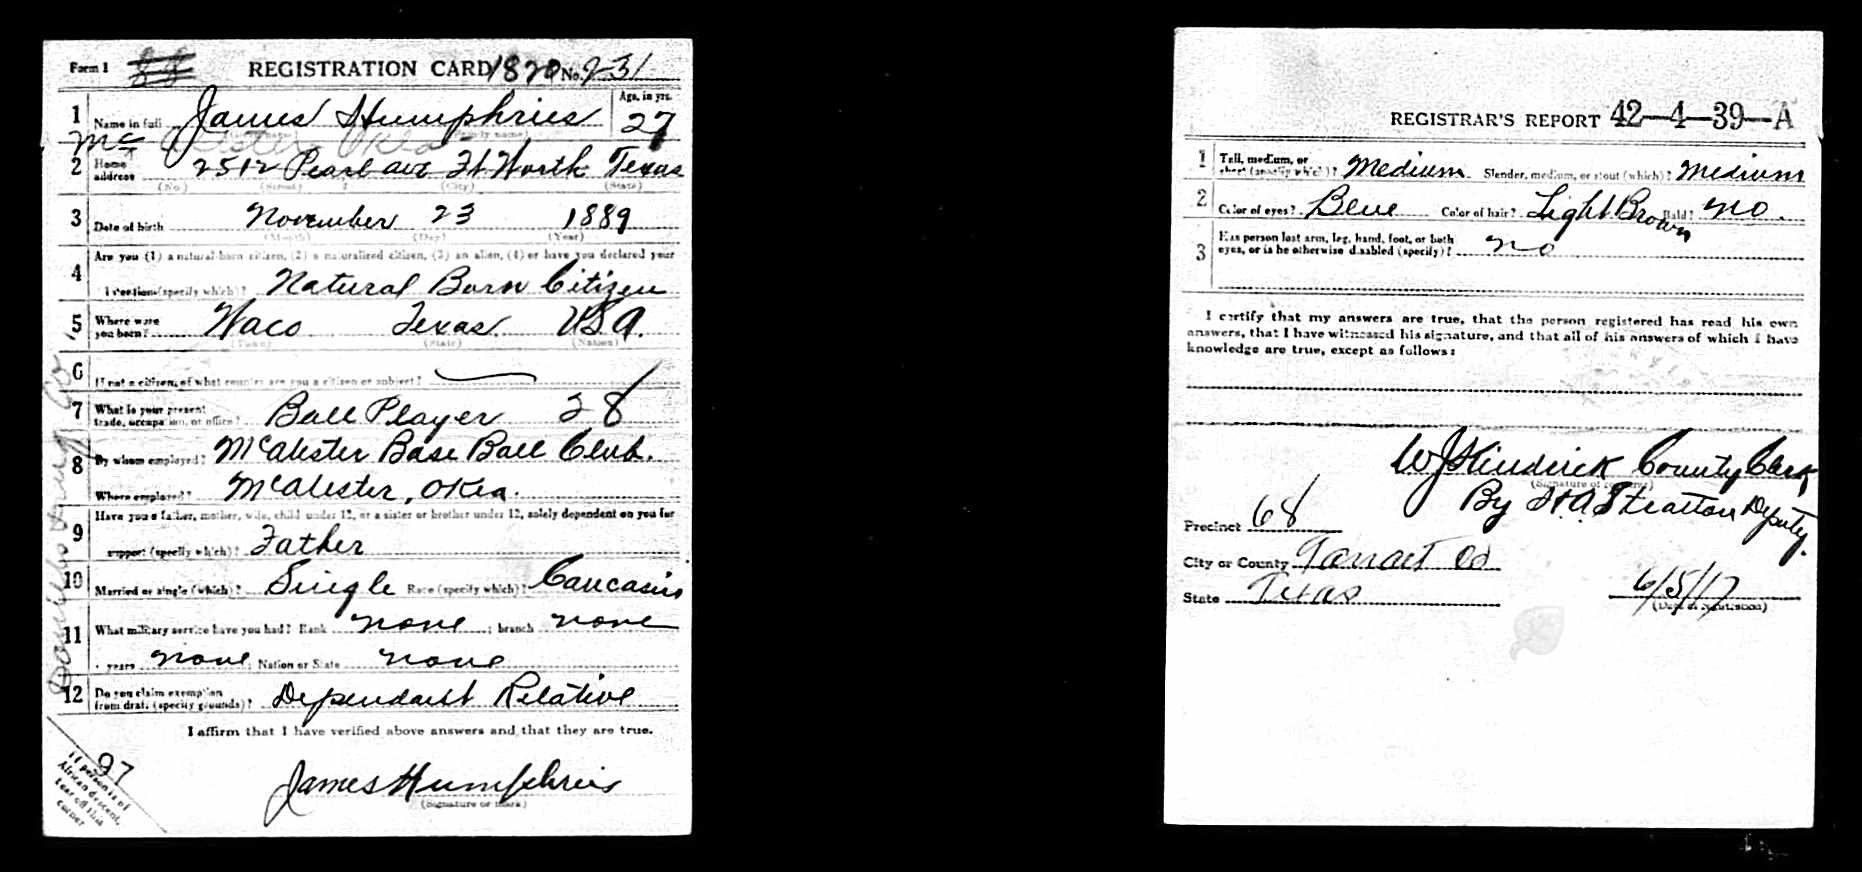 Form 1 REGISTRATION CARD 1820 No. 231
1 Name in full James Humphries Age, in yrs. 27
(Given name) (Family name)
McAlester Okla
2 Home address 2512 Pearl ave Ft Worth Texas
(No.) (Street) (City) (State)
3 Date of birth November 23 1889
(Month) (Day) (Year)
Are you (1) a natural-born citizen, (2) a naturalized citizen, (3) an alien, (4) or have you declared your
4 intention (specify which)? Natural Born Citizen
5 Where were you born? Waco Texas USA.
(Town) (State) (Nation)
6 If not a citizen, of what country are you a citizen or subject?
7 What is your present trade, occupation, or office? Ball Player 28
8 By whom employed? McAlester Base Ball Club.
Where employed? McAlester, Okla.
Have you a father, mother, wife, child under 12, or a sister or brother under 12, solely dependent on you for
9 support (specify which)? Father
10 Married or single (which)? Single Race (specify which)? Caucasin
11 What military service have you had? Rank none ; branch none
years none ; Nation or State none
12 Do you claim exemption from draft (specify grounds)? Dependant Relative
I affirm that I have verified above answers and that they are true.
James Humphries
(Signature or mark)
97
If person is of
African descent,
tear off this
corner
REGISTRAR'S REPORT 42-4-39-A
1 Tall, medium, or short (specify which)? Medium Slender, medium, or stout (which)? Medium
2 Color of eyes? Blue Color of hair? Light Brown Bald? No.
3 Has person lost arm, leg, hand, foot, or both
eyes, or is he otherwise disabled (specify)? no
I certify that my answers are true, that the person registered has read his own
answers, that I have witnessed his signature, and that all of his answers of which I have
knowledge are true, except as follows:
County Clerk
(Signature of registrar)
By H A Stratton Deputy.
Precinct 68
City or County Tarrant Co
State Texas 6/5/17
(Date of registration)